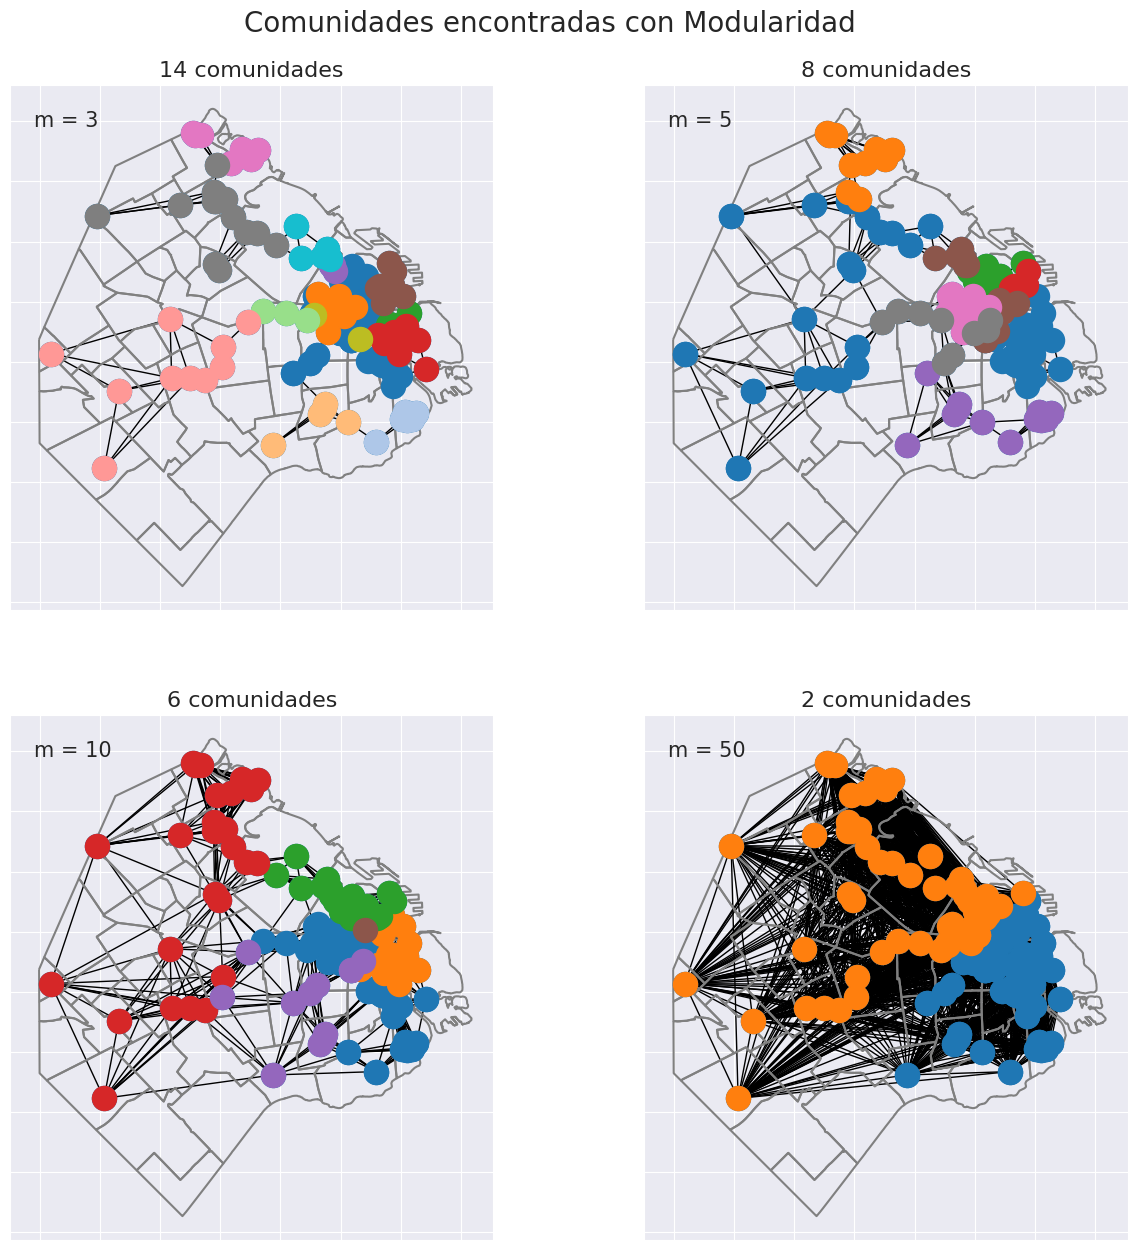 Comunidades encontradas con Modularidad
14 comunidades
m = 3
8 comunidades
m = 5
6 comunidades
m = 10
2 comunidades
m = 50